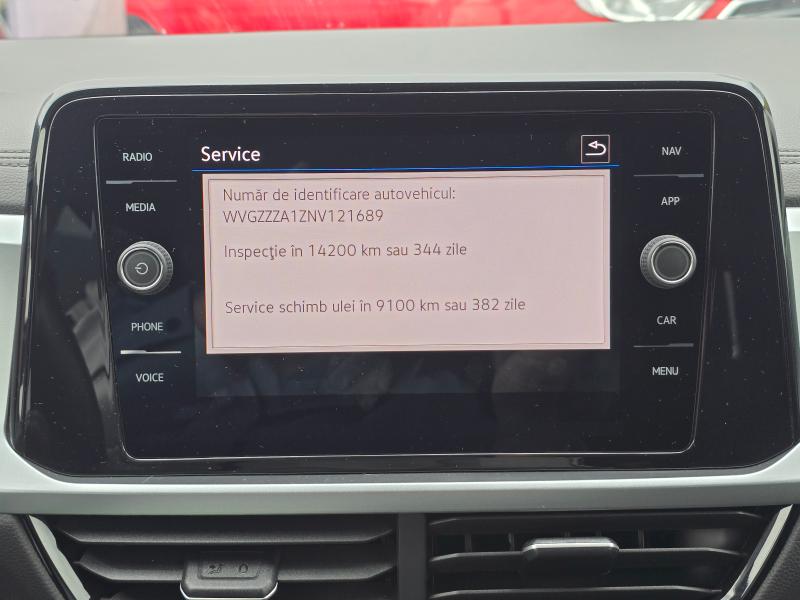 RADIO
MEDIA
PHONE
VOICE
Service
Număr de identificare autovehicul:
WVGZZZA1ZNV121689
Inspecţie în 14200 km sau 344 zile
Service schimb ulei în 9100 km sau 382 zile
NAV
APP
CAR
MENU